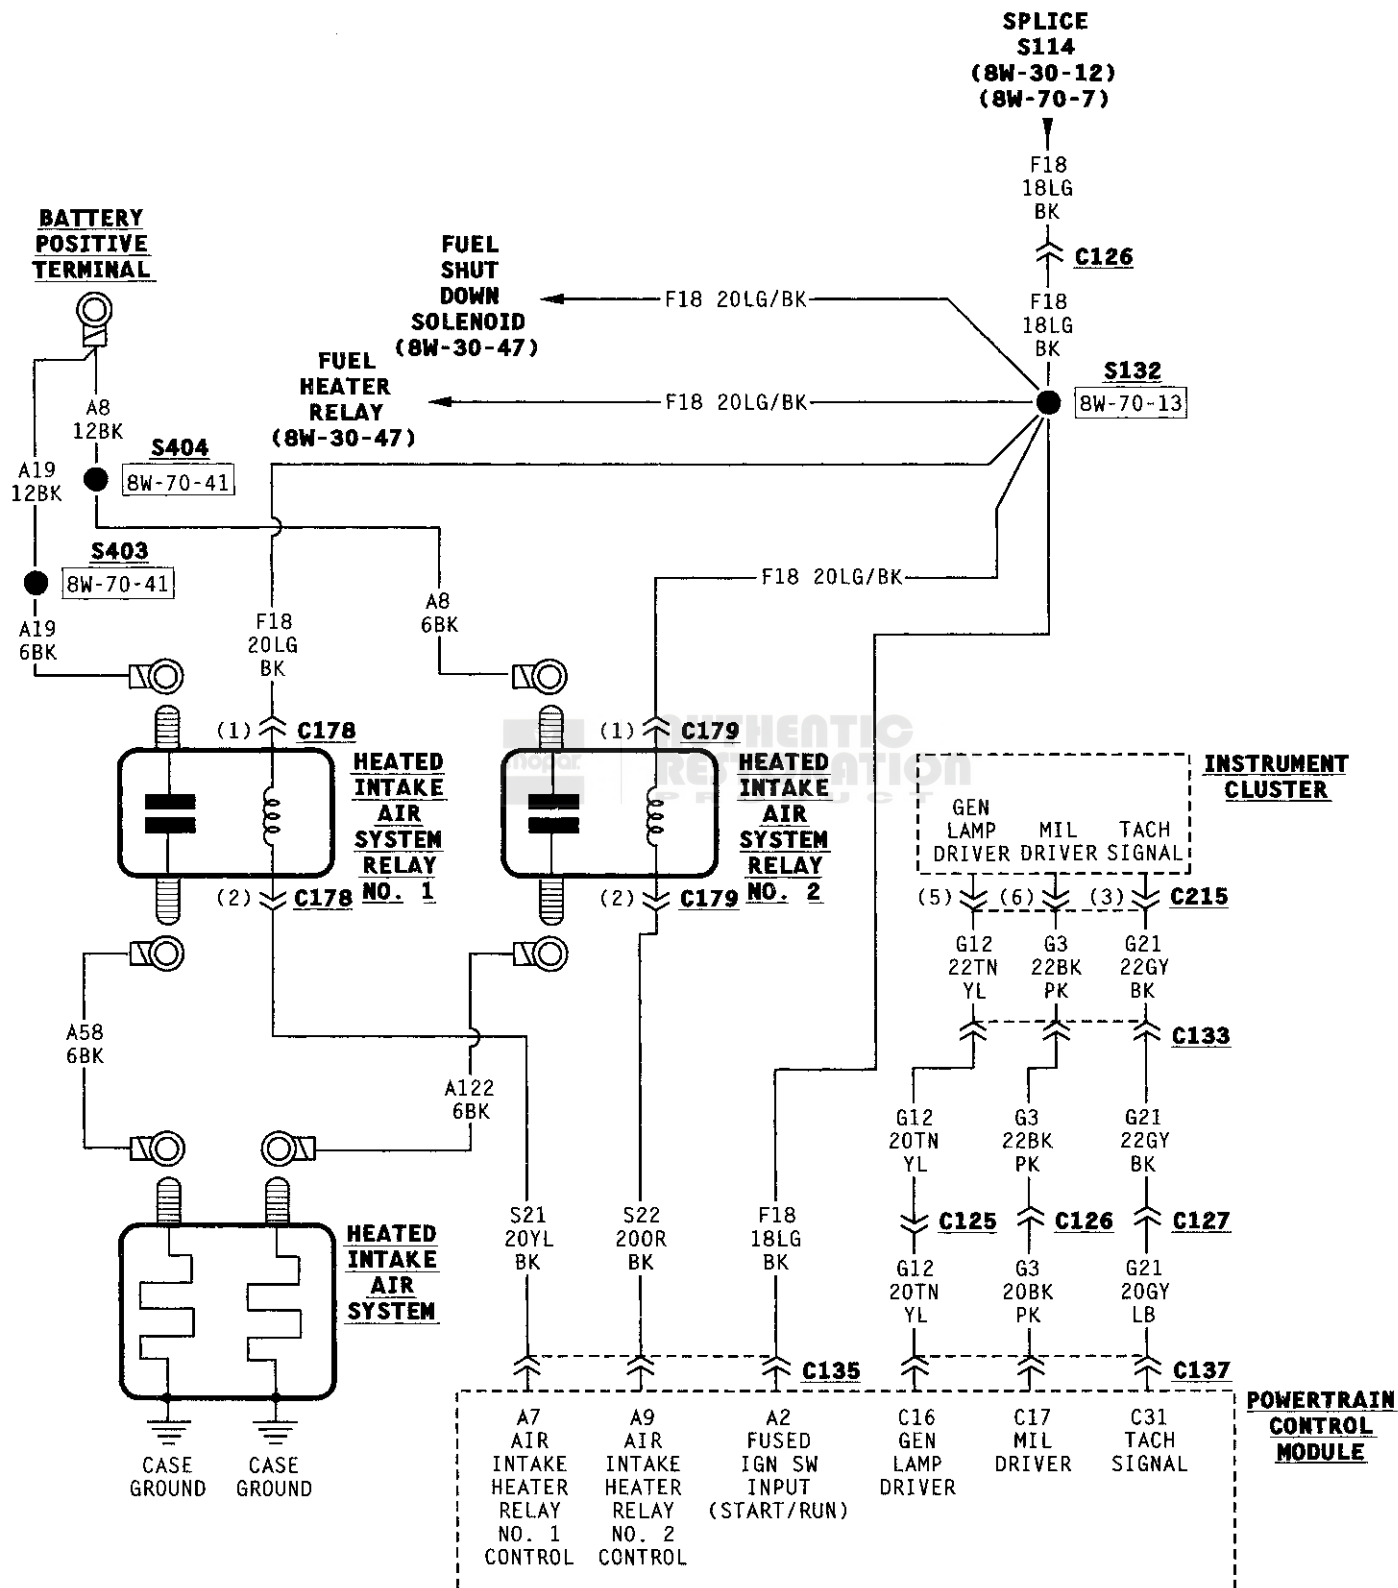 SPLICE
S114
(8W-30-12)
(8W-70-7)
F18
18LG
BK
C126
F18
18LG
BK
S132
8W-70-13
BATTERY
POSITIVE
TERMINAL
FUEL
SHUT
DOWN
SOLENOID
(8W-30-47)
F18 20LG/BK
FUEL
HEATER
RELAY
(8W-30-47)
F18 20LG/BK
A8
12BK
S404
8W-70-41
A19
12BK
S403
8W-70-41
A19
6BK
F18
20LG
BK
A8
6BK
F18 20LG/BK
(1)
C178
(1)
C179
HEATED
INTAKE
AIR
SYSTEM
RELAY
NO. 1
(2)
C178
HEATED
INTAKE
AIR
SYSTEM
RELAY
NO. 2
(2)
C179
mopar
AUTHENTIC
RESTORATION
PRODUCT
INSTRUMENT
CLUSTER
GEN
LAMP
DRIVER
MIL
DRIVER
TACH
SIGNAL
(5)
(6)
(3)
C215
G12
22TN
YL
G3
22BK
PK
G21
22GY
BK
C133
A58
6BK
A122
6BK
G12
20TN
YL
G3
22BK
PK
G21
22GY
BK
S21
20YL
BK
S22
20OR
BK
F18
18LG
BK
C125
C126
C127
G12
20TN
YL
G3
20BK
PK
G21
20GY
LB
HEATED
INTAKE
AIR
SYSTEM
CASE
GROUND
CASE
GROUND
C135
C137
POWERTRAIN
CONTROL
MODULE
A7
AIR
INTAKE
HEATER
RELAY
NO. 1
CONTROL
A9
AIR
INTAKE
HEATER
RELAY
NO. 2
CONTROL
A2
FUSED
IGN SW
INPUT
(START/RUN)
C16
GEN
LAMP
DRIVER
C17
MIL
DRIVER
C31
TACH
SIGNAL